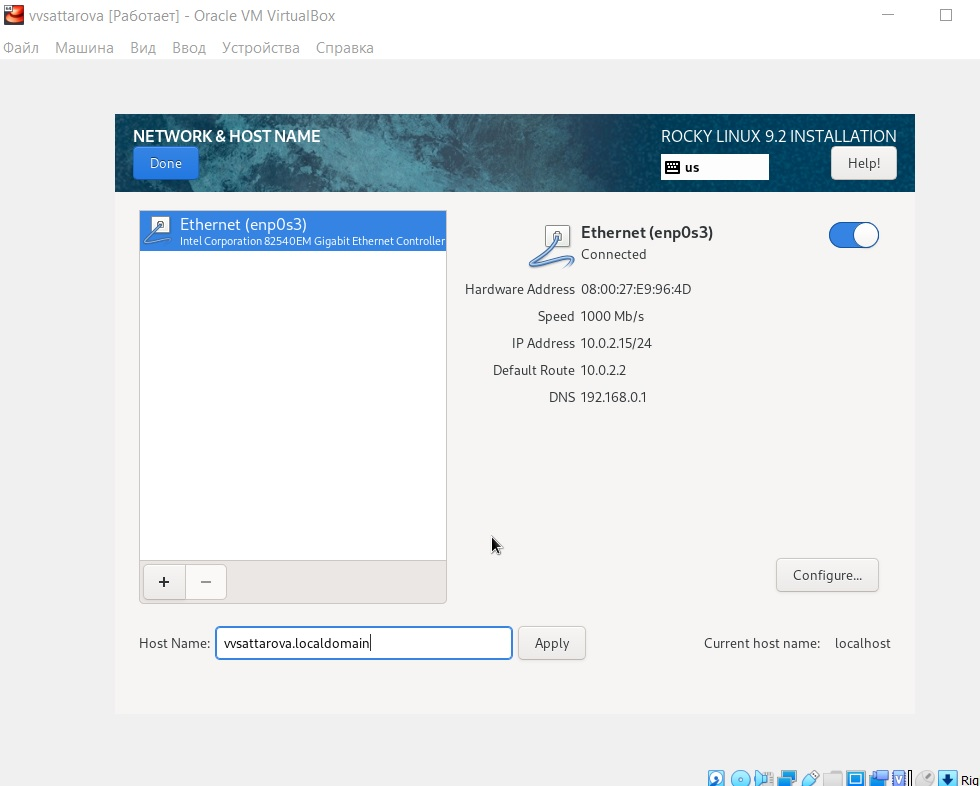 vvsattarova [Работает] - Oracle VM VirtualBox
Файл Машина Вид Ввод Устройства Справка
NETWORK & HOST NAME
ROCKY LINUX 9.2 INSTALLATION
Done
us
Help!
Ethernet (enp0s3)
Intel Corporation 82540EM Gigabit Ethernet Controller
Ethernet (enp0s3)
Connected
Hardware Address 08:00:27:E9:96:4D
Speed 1000 Mb/s
IP Address 10.0.2.15/24
Default Route 10.0.2.2
DNS 192.168.0.1
+ −
Configure...
Host Name: vvsattarova.localdomain Apply Current host name: localhost
Rig